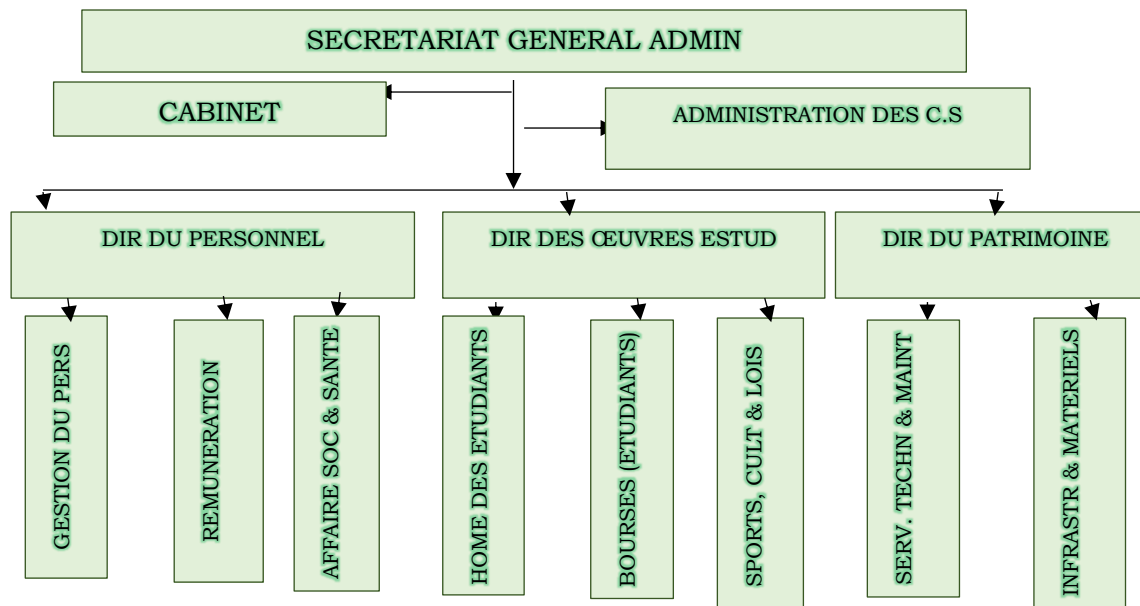 SECRETARIAT GENERAL ADMIN
CABINET
ADMINISTRATION DES C.S
DIR DU PERSONNEL
DIR DES ŒUVRES ESTUD
DIR DU PATRIMOINE
GESTION DU PERS
REMUNERATION
AFFAIRE SOC & SANTE
HOME DES ETUDIANTS
BOURSES (ETUDIANTS)
SPORTS, CULT & LOIS
SERV. TECHN & MAINT
INFRASTR & MATERIELS